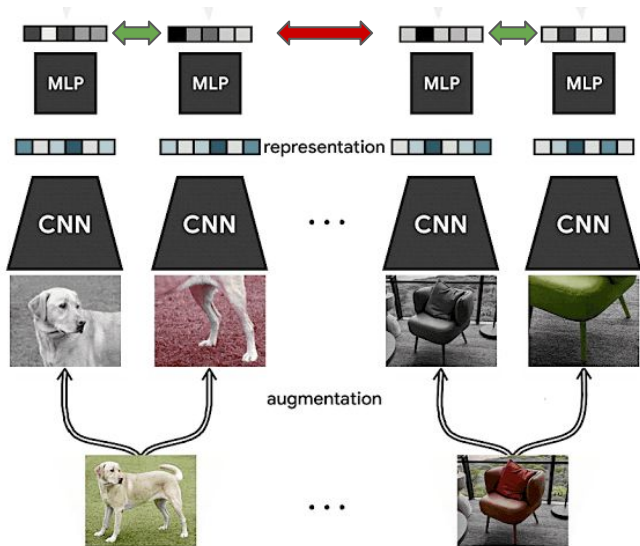 MLP MLP MLP MLP
representation
CNN CNN ... CNN CNN
augmentation
...